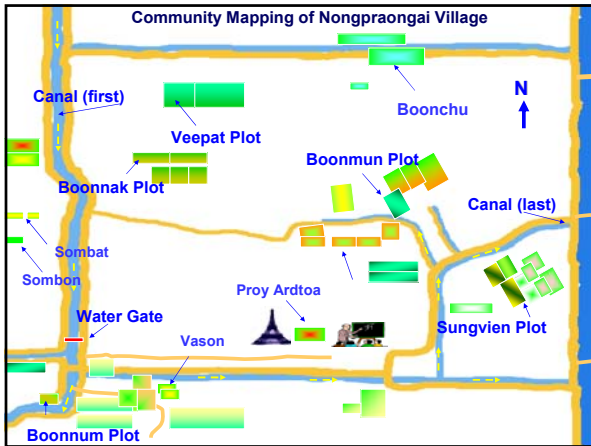 Community Mapping of Nongpraongai Village
Boonchu
Canal (first)
N
Veepat Plot
Boonmun Plot
Boonnak Plot
Canal (last)
Sombat
Sombon
Proy Ardtoa
Water Gate
Sungvien Plot
Vason
Boonnum Plot